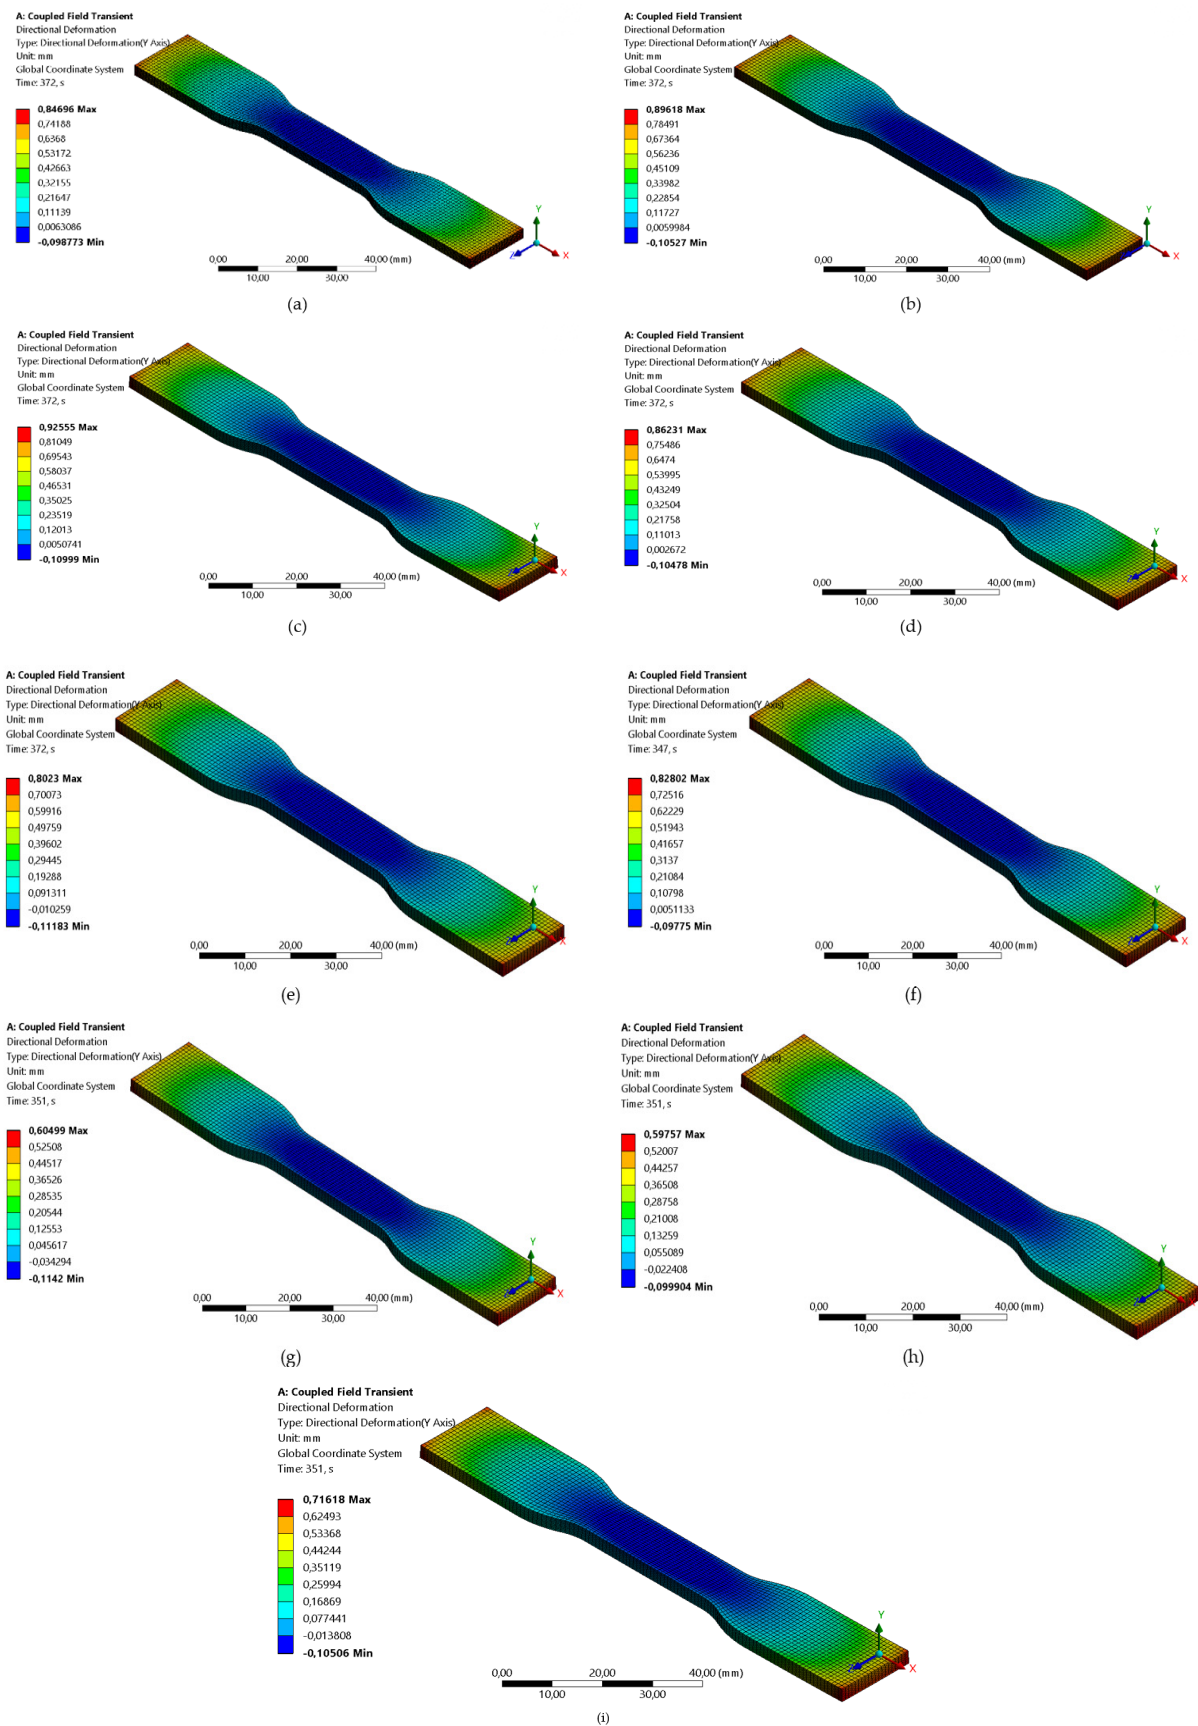 A: Coupled Field Transient
Directional Deformation
Type: Directional Deformation(Y Axis)
Unit: mm
Global Coordinate System
Time: 372, s
0,84696 Max
0,74188
0,6368
0,53172
0,42663
0,32155
0,21647
0,11139
0,0063086
-0,098773 Min
0,00 20,00 40,00 (mm)
10,00 30,00
Y
Z
X
(a)
A: Coupled Field Transient
Directional Deformation
Type: Directional Deformation(Y Axis)
Unit: mm
Global Coordinate System
Time: 372, s
0,89618 Max
0,78491
0,67364
0,56236
0,45109
0,33982
0,22854
0,11727
0,0059984
-0,10527 Min
0,00 20,00 40,00 (mm)
10,00 30,00
Y
X
(b)
A: Coupled Field Transient
Directional Deformation
Type: Directional Deformation(Y Axis)
Unit: mm
Global Coordinate System
Time: 372, s
0,92555 Max
0,81049
0,69543
0,58037
0,46531
0,35025
0,23519
0,12013
0,0050741
-0,10999 Min
0,00 20,00 40,00 (mm)
10,00 30,00
Y
Z
X
(c)
A: Coupled Field Transient
Directional Deformation
Type: Directional Deformation(Y Axis)
Unit: mm
Global Coordinate System
Time: 372, s
0,86231 Max
0,75486
0,6474
0,53995
0,43249
0,32504
0,21758
0,11013
0,002672
-0,10478 Min
0,00 20,00 40,00 (mm)
10,00 30,00
Y
Z
X
(d)
A: Coupled Field Transient
Directional Deformation
Type: Directional Deformation(Y Axis)
Unit: mm
Global Coordinate System
Time: 372, s
0,8023 Max
0,70073
0,59916
0,49759
0,39602
0,29445
0,19288
0,091311
-0,010259
-0,11183 Min
0,00 20,00 40,00 (mm)
10,00 30,00
Y
Z
X
(e)
A: Coupled Field Transient
Directional Deformation
Type: Directional Deformation(Y Axis)
Unit: mm
Global Coordinate System
Time: 347, s
0,82802 Max
0,72516
0,62229
0,51943
0,41657
0,3137
0,21084
0,10798
0,0051133
-0,09775 Min
0,00 20,00 40,00 (mm)
10,00 30,00
Y
Z
X
(f)
A: Coupled Field Transient
Directional Deformation
Type: Directional Deformation(Y Axis)
Unit: mm
Global Coordinate System
Time: 351, s
0,60499 Max
0,52508
0,44517
0,36526
0,28535
0,20544
0,12553
0,045617
-0,034294
-0,1142 Min
0,00 20,00 40,00 (mm)
10,00 30,00
Y
Z
X
(g)
A: Coupled Field Transient
Directional Deformation
Type: Directional Deformation(Y Axis)
Unit: mm
Global Coordinate System
Time: 351, s
0,59757 Max
0,52007
0,44257
0,36508
0,28758
0,21008
0,13259
0,055089
-0,022408
-0,099904 Min
0,00 20,00 40,00 (mm)
10,00 30,00
Y
Z
(h)
A: Coupled Field Transient
Directional Deformation
Type: Directional Deformation(Y Axis)
Unit: mm
Global Coordinate System
Time: 351, s
0,71618 Max
0,62493
0,53368
0,44244
0,35119
0,25994
0,16869
0,077441
-0,013808
-0,10506 Min
0,00 20,00 40,00 (mm)
10,00 30,00
Y
Z
X
(i)